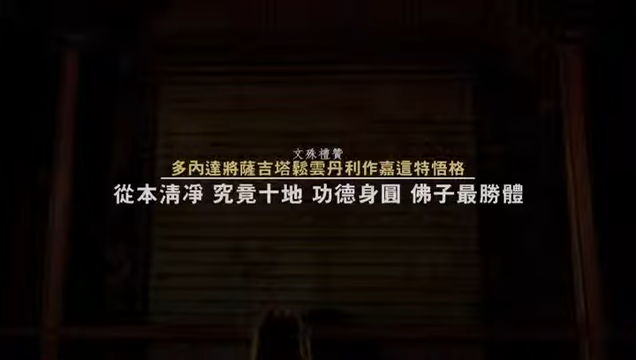 文殊禮贊
多內達將薩吉塔鬆雲丹利作嘉這特悟格
從本清淨 究竟十地 功德身圓 佛子最勝體